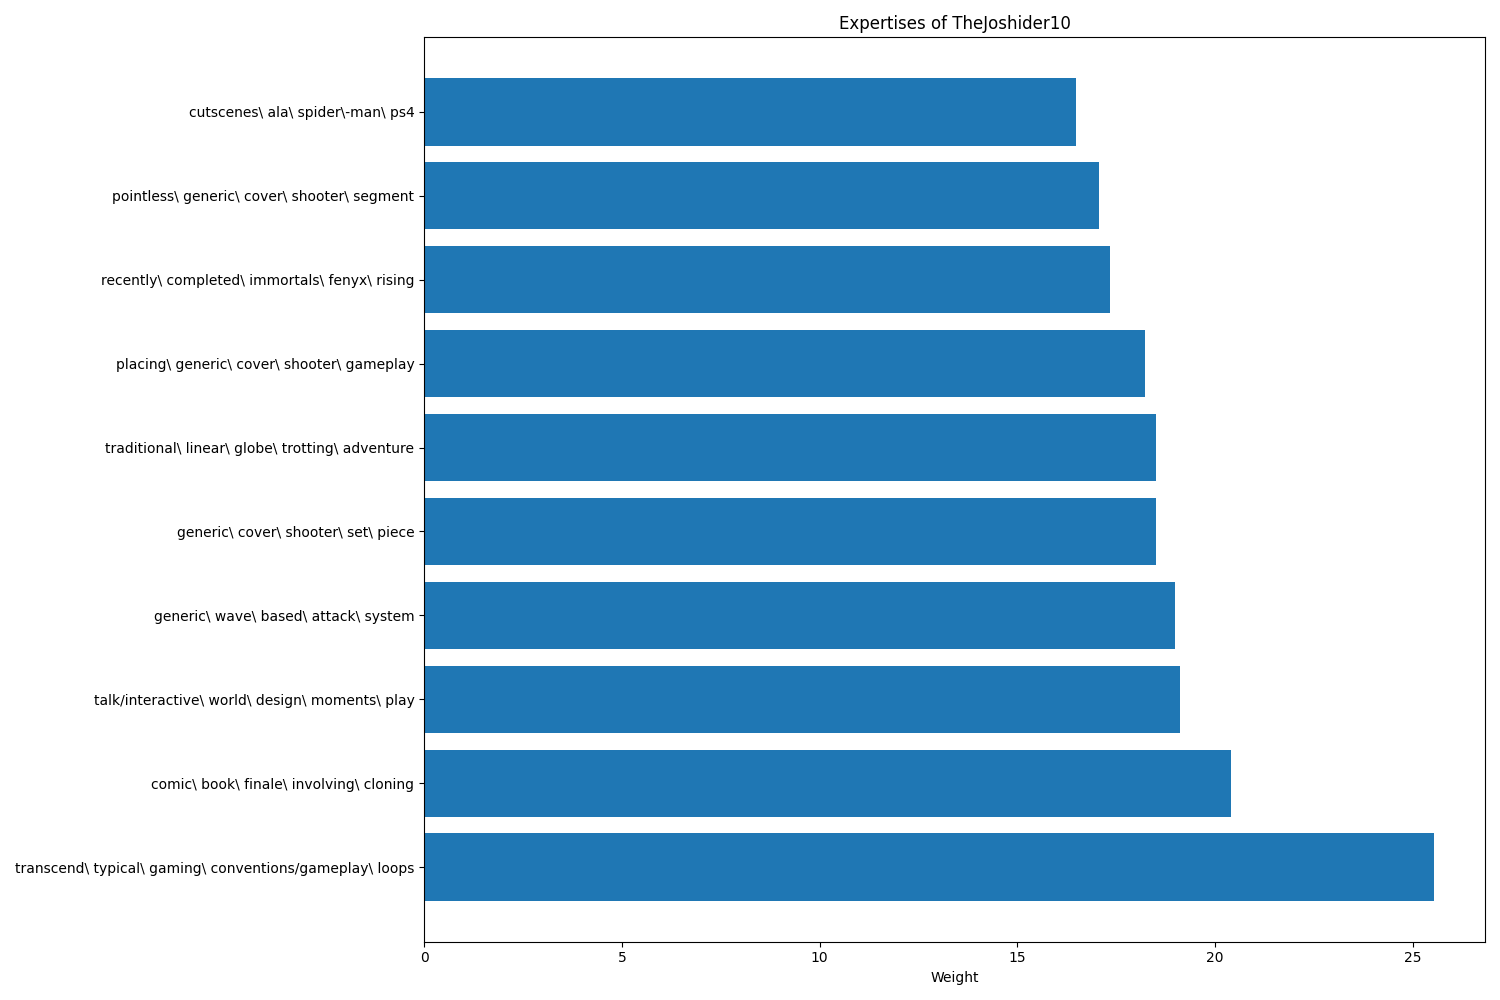 Expertises of TheJoshider10
cutscenes\ ala\ spider\-man\ ps4
pointless\ generic\ cover\ shooter\ segment
recently\ completed\ immortals\ fenyx\ rising
placing\ generic\ cover\ shooter\ gameplay
traditional\ linear\ globe\ trotting\ adventure
generic\ cover\ shooter\ set\ piece
generic\ wave\ based\ attack\ system
talk/interactive\ world\ design\ moments\ play
comic\ book\ finale\ involving\ cloning
transcend\ typical\ gaming\ conventions/gameplay\ loops
0 5 10 15 20 25
Weight